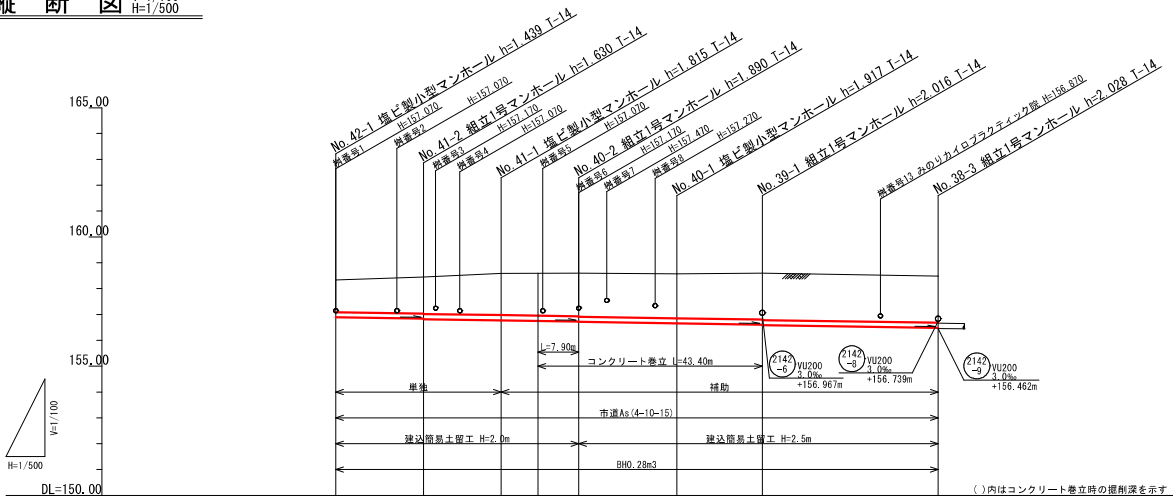 縦 断 図
H=1/500
No.42-1 塩ビ製小型マンホール h=1.439 T-14
桝番号1 H=157.070
桝番号2 H=157.070
No.41-2 組立1号マンホール h=1.630 T-14
桝番号3 H=157.170
桝番号4 H=157.070
No.41-1 塩ビ製小型マンホール h=1.815 T-14
桝番号5 H=157.070
No.40-2 組立1号マンホール h=1.890 T-14
桝番号6 H=157.170
桝番号7 H=157.470
桝番号8 H=157.270
No.40-1 塩ビ製小型マンホール h=1.917 T-14
No.39-1 組立1号マンホール h=2.016 T-14
桝番号13 みのりカイロプラクティック院 H=156.870
No.38-3 組立1号マンホール h=2.028 T-14
165.00
160.00
155.00
DL=150.00
V=1/100
H=1/500
L=7.90m
コンクリート巻立 L=43.40m
2142
-6
VU200
3.0‰
+156.967m
2142
-8
VU200
3.0‰
+156.739m
2142
-9
VU200
3.0‰
+156.462m
単独
補助
市道As(4-10-15)
建込簡易土留工 H=2.0m
建込簡易土留工 H=2.5m
BH0.28m3
( )内はコンクリート巻立時の掘削深を示す